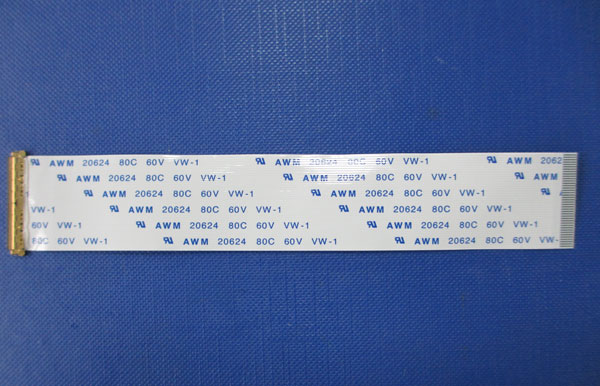 AWM 20624 80C 60V VW-1 AWM 20624 80C 60V VW-1 AWM 2062
AWM 20624 80C 60V VW-1 AWM 20624 80C 60V VW-1 AWM
AWM 20624 80C 60V VW-1 AWM 20624 80C 60V VW-1
VW-1 AWM 20624 80C 60V VW-1 AWM 20624 80C 60V VW-1
60V VW-1 AWM 20624 80C 60V VW-1 AWM 20624 80C 60V VW-1
80C 60V VW-1 AWM 20624 80C 60V VW-1 AWM 20624 80C 60V VW-